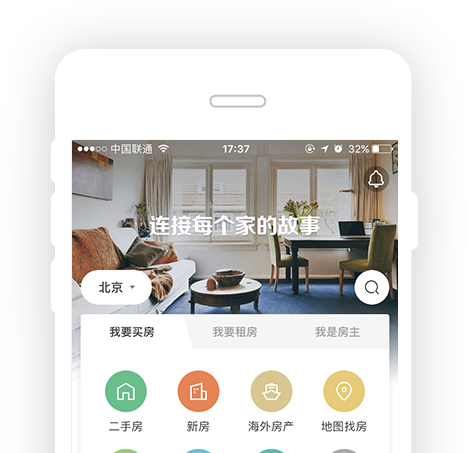 中国联通 17:37 32%
连接每个家的故事
北京
我要买房 我要租房 我是房主
二手房 新房 海外房产 地图找房